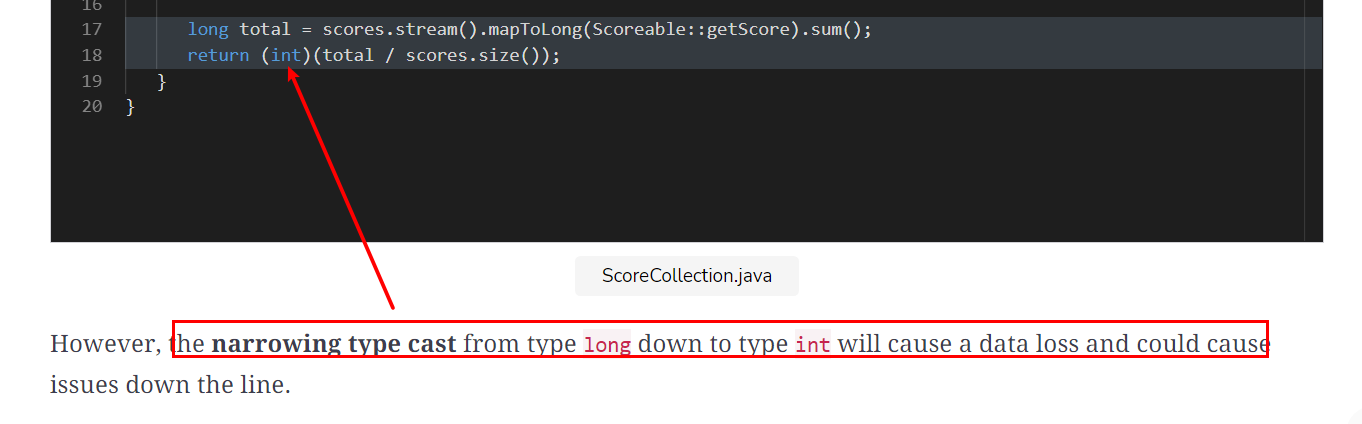 16
17 long total = scores.stream().mapToLong(Scoreable::getScore).sum();
18 return (int)(total / scores.size());
19 }
20 }
ScoreCollection.java
However, the narrowing type cast from type long down to type int will cause a data loss and could cause
issues down the line.